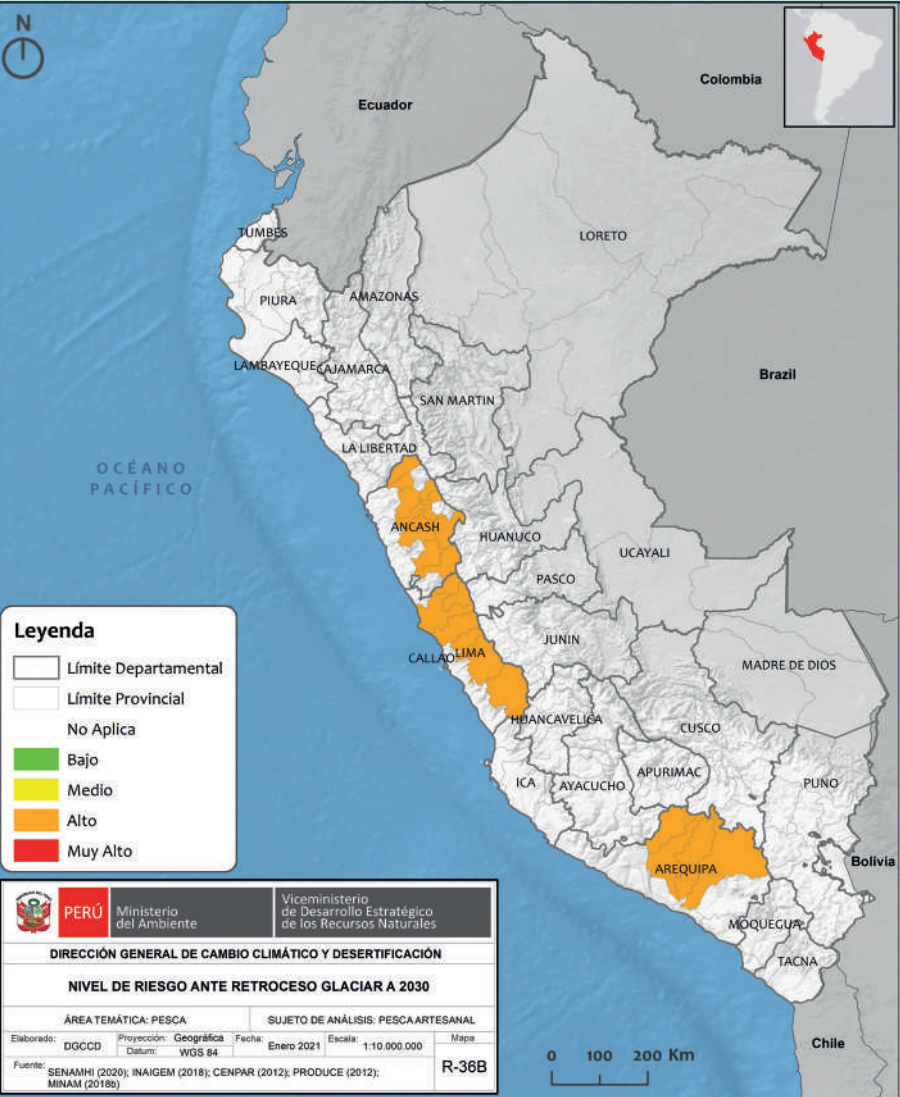 N
Colombia
Ecuador
TUMBES
LORETO
PIURA
AMAZONAS
LAMBAYEQUE
CAJAMARCA
Brazil
SAN MARTIN
LA LIBERTAD
OCÉANO
PACÍFICO
ANCASH
HUANUCO
UCAYALI
PASCO
JUNIN
CALLAO
LIMA
MADRE DE DIOS
HUANCAVELICA
CUSCO
ICA
AYACUCHO
APURIMAC
PUNO
Bolivia
AREQUIPA
MOQUEGUA
TACNA
Chile
0 100 200 Km
Leyenda
Límite Departamental
Límite Provincial
No Aplica
Bajo
Medio
Alto
Muy Alto
PERÚ
Ministerio
del Ambiente
Viceministerio
de Desarrollo Estratégico
de los Recursos Naturales
DIRECCIÓN GENERAL DE CAMBIO CLIMÁTICO Y DESERTIFICACIÓN
NIVEL DE RIESGO ANTE RETROCESO GLACIAR A 2030
ÁREA TEMÁTICA: PESCA
SUJETO DE ANÁLISIS: PESCA ARTESANAL
Elaborado: DGCCD
Proyección: Geográfica
Datum: WGS 84
Fecha: Enero 2021
Escala: 1:10.000.000
Mapa
R-36B
Fuente: SENAMHI (2020); INAIGEM (2018); CENPAR (2012); PRODUCE (2012);
MINAM (2018b)